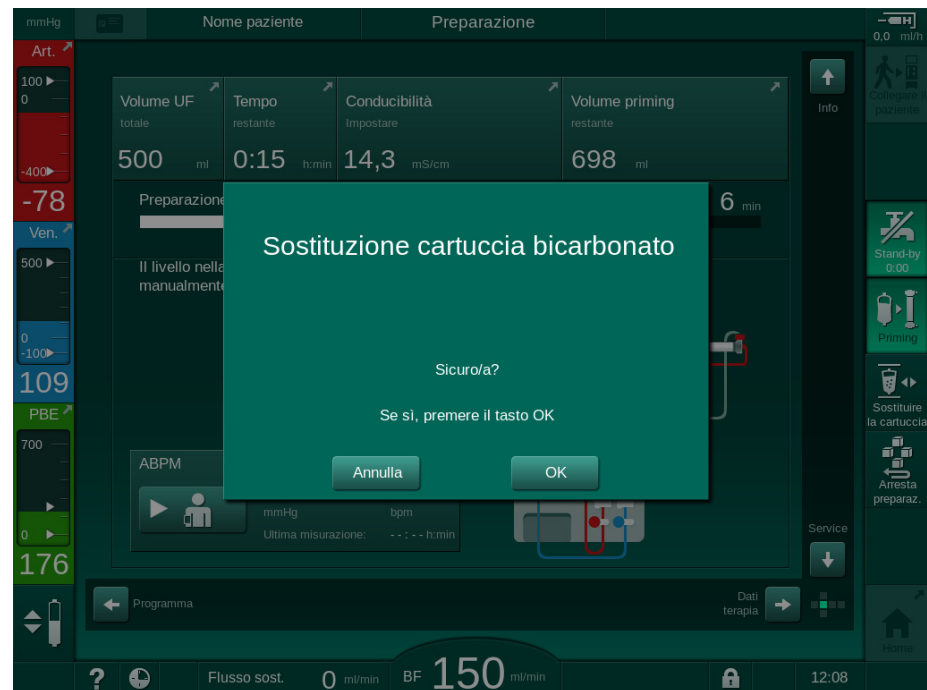 mmHg
Nome paziente
Preparazione
0,0 ml/h
Art.
100
0
-400
-78
Ven.
500
0
-100
109
PBE
700
0
176
Volume UF
totale
500 ml
Tempo
restante
0:15 h:min
Conducibilità
Impostare
14,3 mS/cm
Volume priming
restante
698 ml
Info
Collegare il
paziente
Preparazione
6 min
Il livello nella
manualmente
Sostituzione cartuccia bicarbonato
Sicuro/a?
Se sì, premere il tasto OK
Annulla
OK
Stand-by
0:00
Priming
Sostituire
la cartuccia
Arresta
preparaz.
ABPM
mmHg
bpm
Ultima misurazione: --:-- h:min
Service
Programma
Dati
terapia
Home
?
Flusso sost. 0 ml/min
BF 150 ml/min
12:08